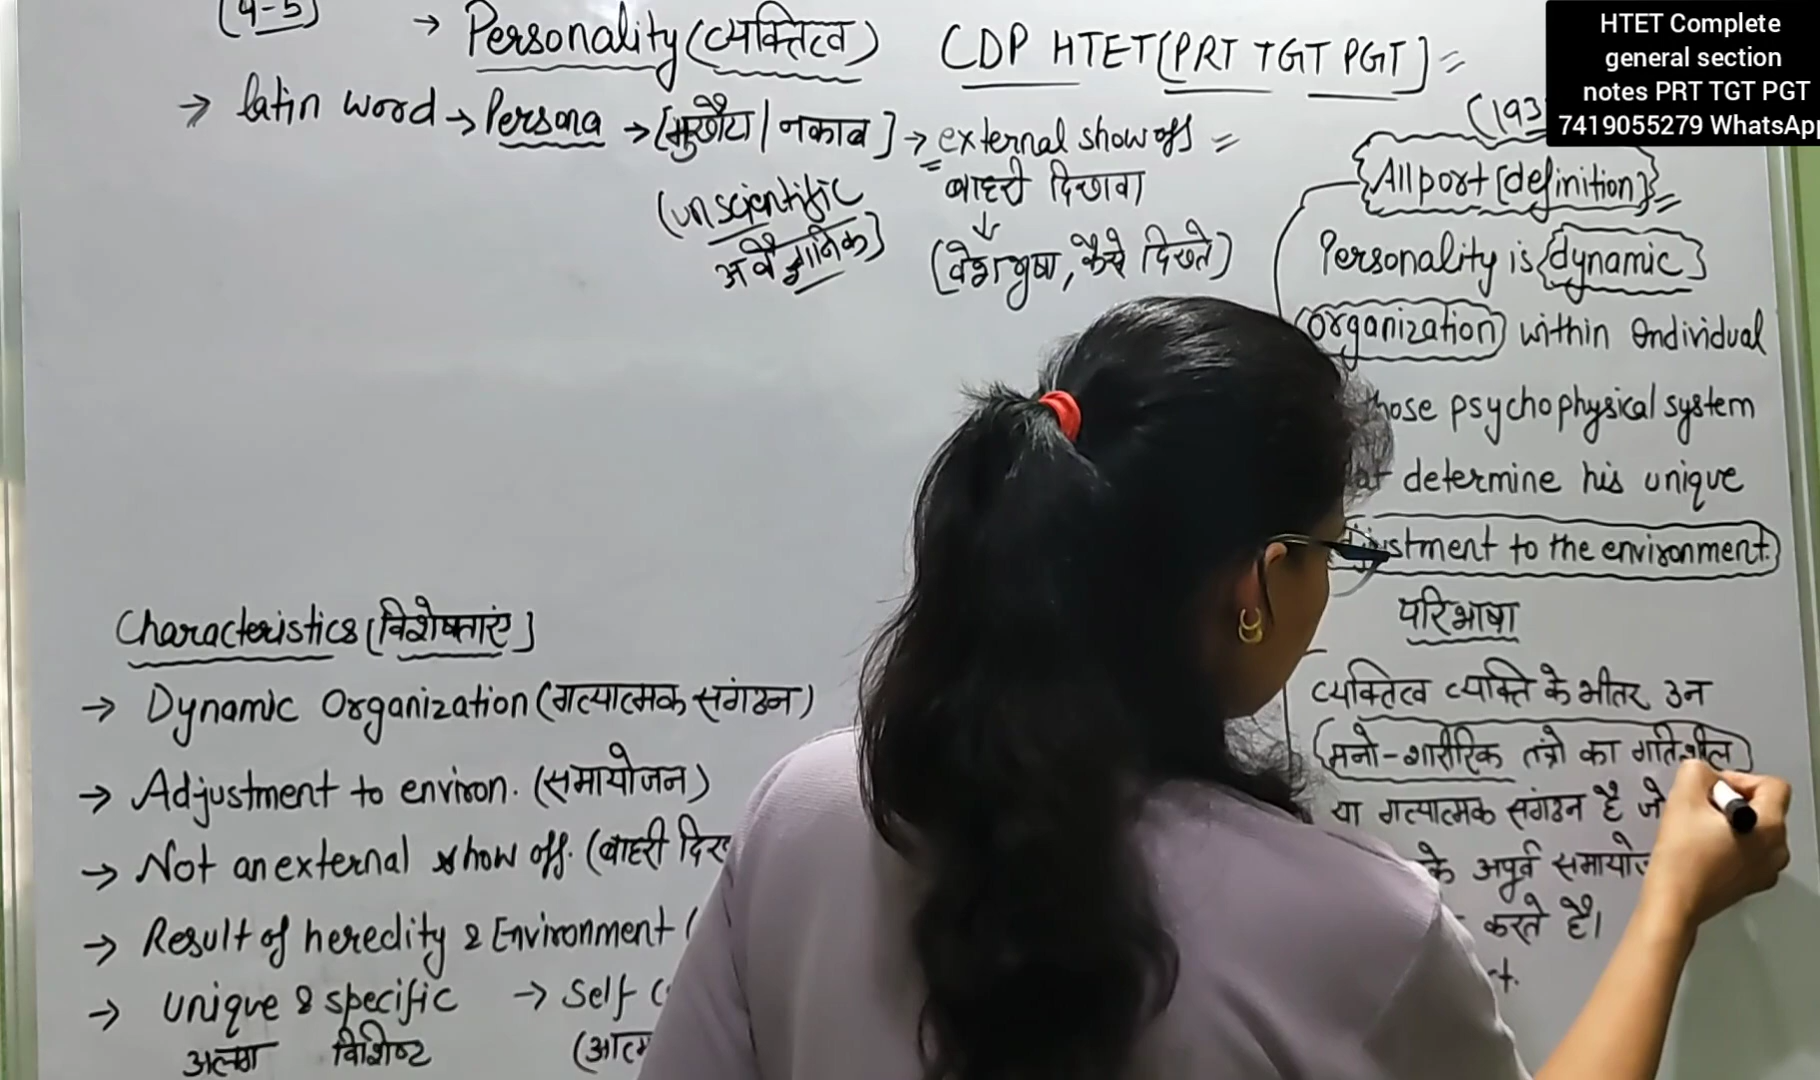 (4-5) → Personality (व्यक्तित्व) CDP HTET [PRT TGT PGT] =
HTET Complete
general section
notes PRT TGT PGT
7419055279 WhatsApp
→ latin word → Persona → [मुखौटा / नकाब] → external show off =
(unscientific
अवैज्ञानिक)
बाहरी दिखावा
↓
(वेशभूषा, कैसे दिखते)
(193
Allport [definition] =
Personality is dynamic
organization within individual
those psychophysical system
determine his unique
adjustment to the environment.
परिभाषा
व्यक्तित्व व्यक्ति के भीतर उन
मनो-शारीरिक तंत्रो का गतिशील
या गत्यात्मक संगठन है जो
के अपूर्व समायोज
करते है।
Characteristics [विशेषताएं]
→ Dynamic Organization (गत्यात्मक संगठन)
→ Adjustment to environ. (समायोजन)
→ Not an external show off. (बाहरी दिख
→ Result of heredity & Environment (
→ unique & specific → Self
अलग विशिष्ट (आत्म